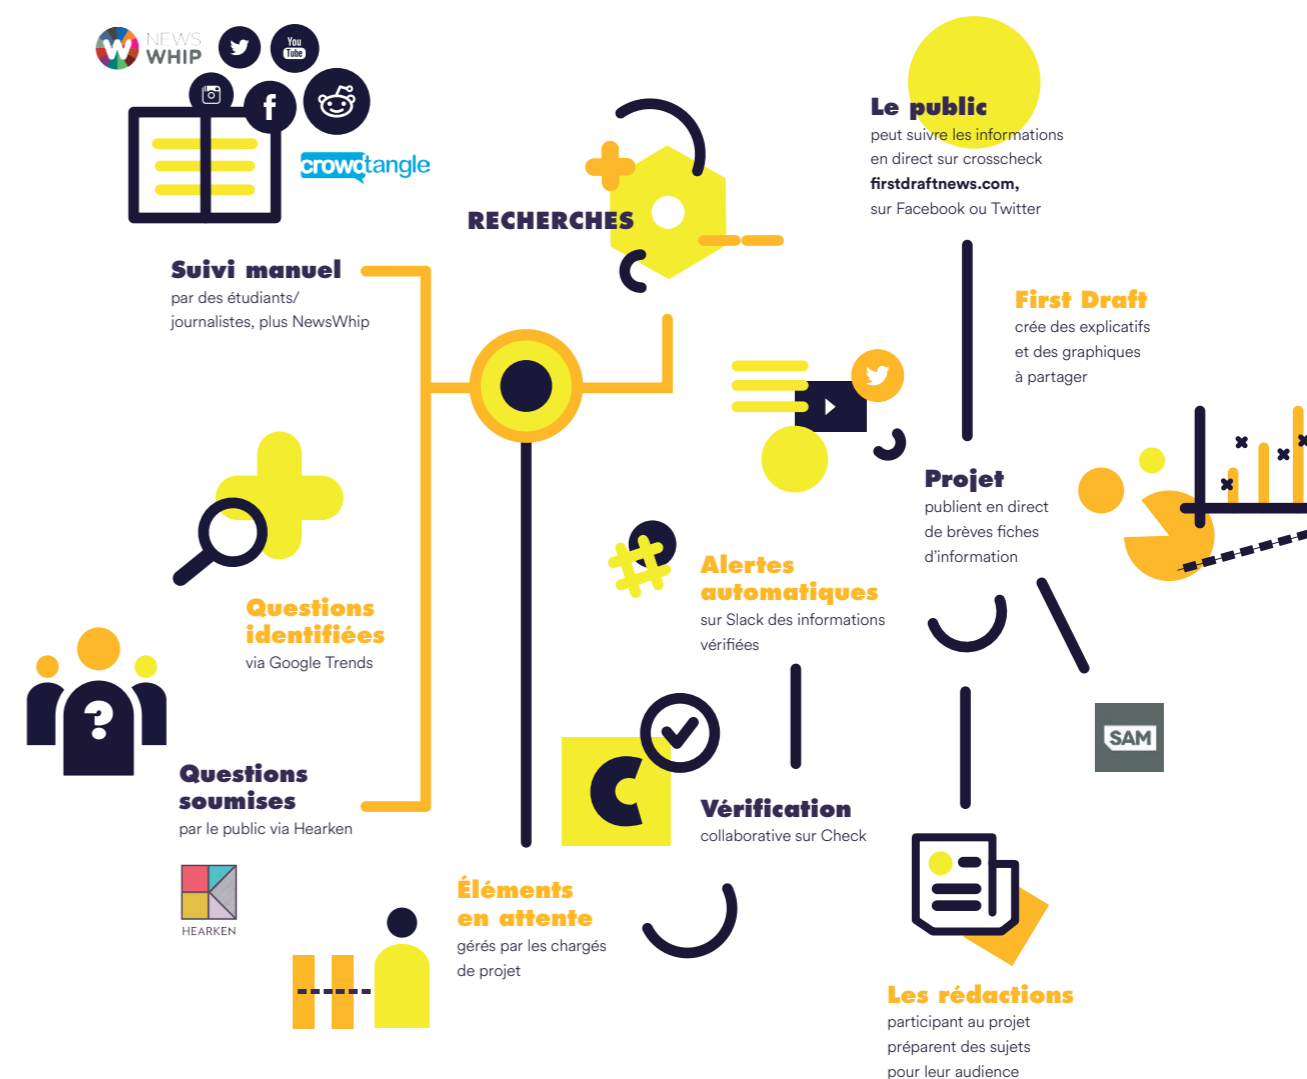 NEWS
WHIP
You
Tube
crowdtangle
Suivi manuel
par des étudiants/
journalistes, plus NewsWhip
RECHERCHES
Le public
peut suivre les informations
en direct sur crosscheck
firstdraftnews.com,
sur Facebook ou Twitter
First Draft
crée des explicatifs
et des graphiques
à partager
Projet
publient en direct
de brèves fiches
d'information
Questions
identifiées
via Google Trends
Alertes
automatiques
sur Slack des informations
vérifiées
SAM
?
Questions
soumises
par le public via Hearken
HEARKEN
C
Vérification
collaborative sur Check
Éléments
en attente
gérés par les chargés
de projet
Les rédactions
participant au projet
préparent des sujets
pour leur audience